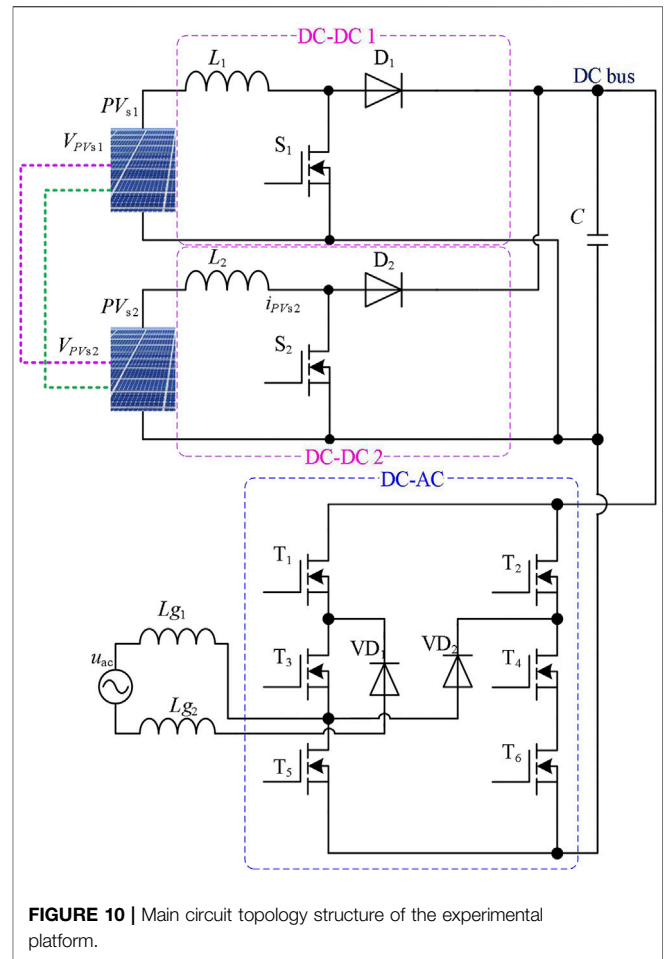 DC-DC 1
L1
D1
DC bus
PVs1
VPVs1
S1
C
L2
D2
PVs2
iPVs2
VPVs2
S2
DC-DC 2
DC-AC
T1
T2
Lg1
uac
T3
VD1
VD2
T4
Lg2
T5
T6
FIGURE 10 | Main circuit topology structure of the experimental
platform.